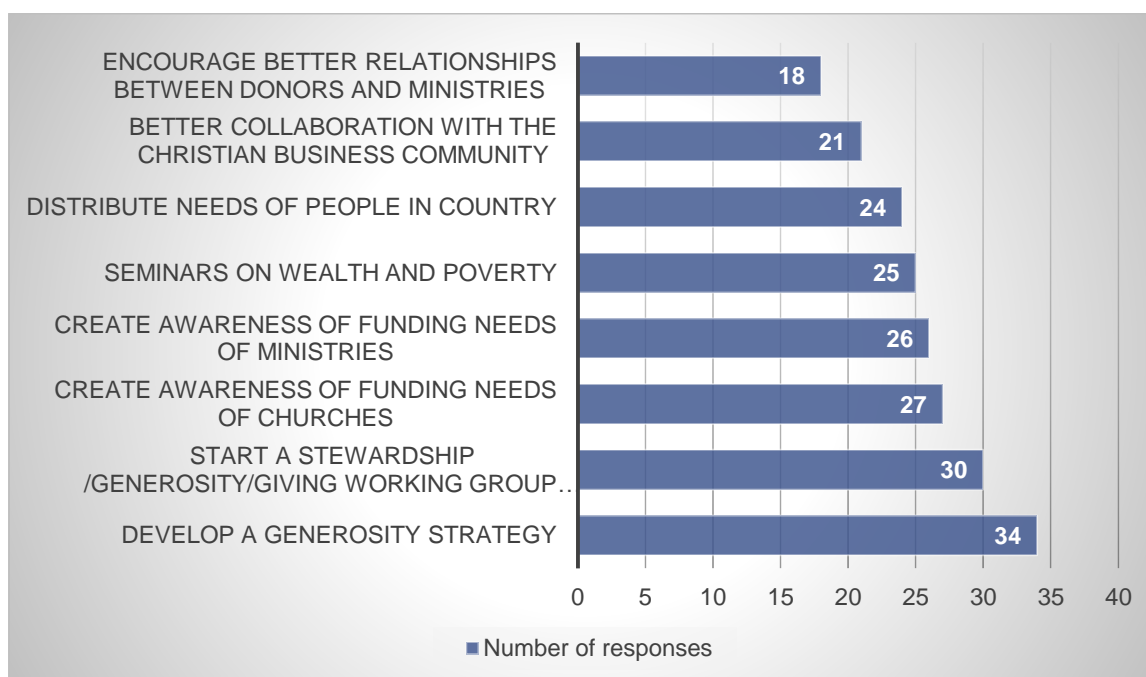 ENCOURAGE BETTER RELATIONSHIPS
BETWEEN DONORS AND MINISTRIES
18
BETTER COLLABORATION WITH THE
CHRISTIAN BUSINESS COMMUNITY
21
DISTRIBUTE NEEDS OF PEOPLE IN COUNTRY
24
SEMINARS ON WEALTH AND POVERTY
25
CREATE AWARENESS OF FUNDING NEEDS
OF MINISTRIES
26
CREATE AWARENESS OF FUNDING NEEDS
OF CHURCHES
27
START A STEWARDSHIP
/GENEROSITY/GIVING WORKING GROUP…
30
DEVELOP A GENEROSITY STRATEGY
34
0 5 10 15 20 25 30 35 40
Number of responses